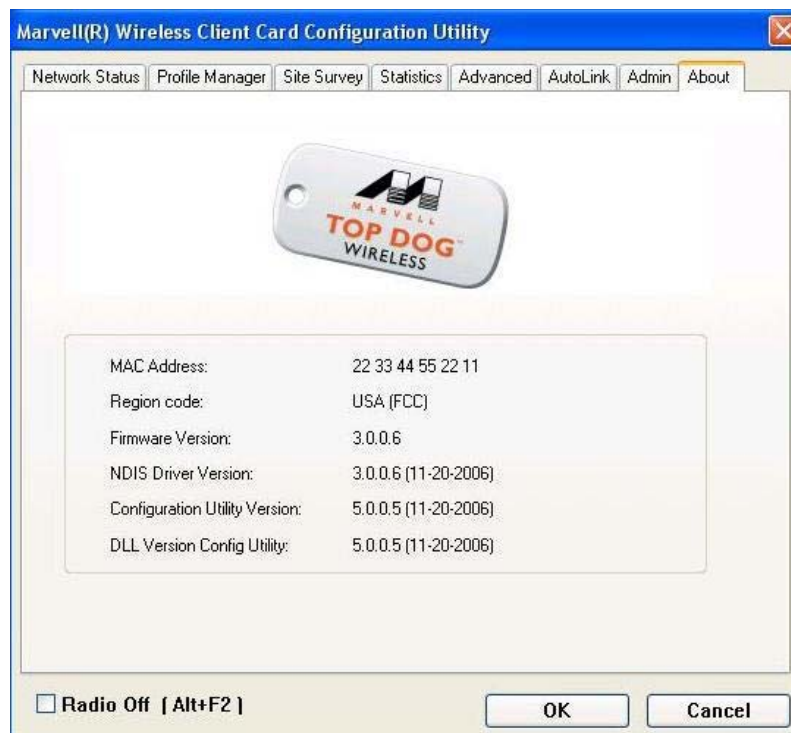 Marvell(R) Wireless Client Card Configuration Utility
Network Status Profile Manager Site Survey Statistics Advanced AutoLink Admin About
MARVELL
TOP DOG™
WIRELESS
MAC Address: 22 33 44 55 22 11
Region code: USA (FCC)
Firmware Version: 3.0.0.6
NDIS Driver Version: 3.0.0.6 (11-20-2006)
Configuration Utility Version: 5.0.0.5 (11-20-2006)
DLL Version Config Utility: 5.0.0.5 (11-20-2006)
Radio Off ( Alt+F2 ) OK Cancel